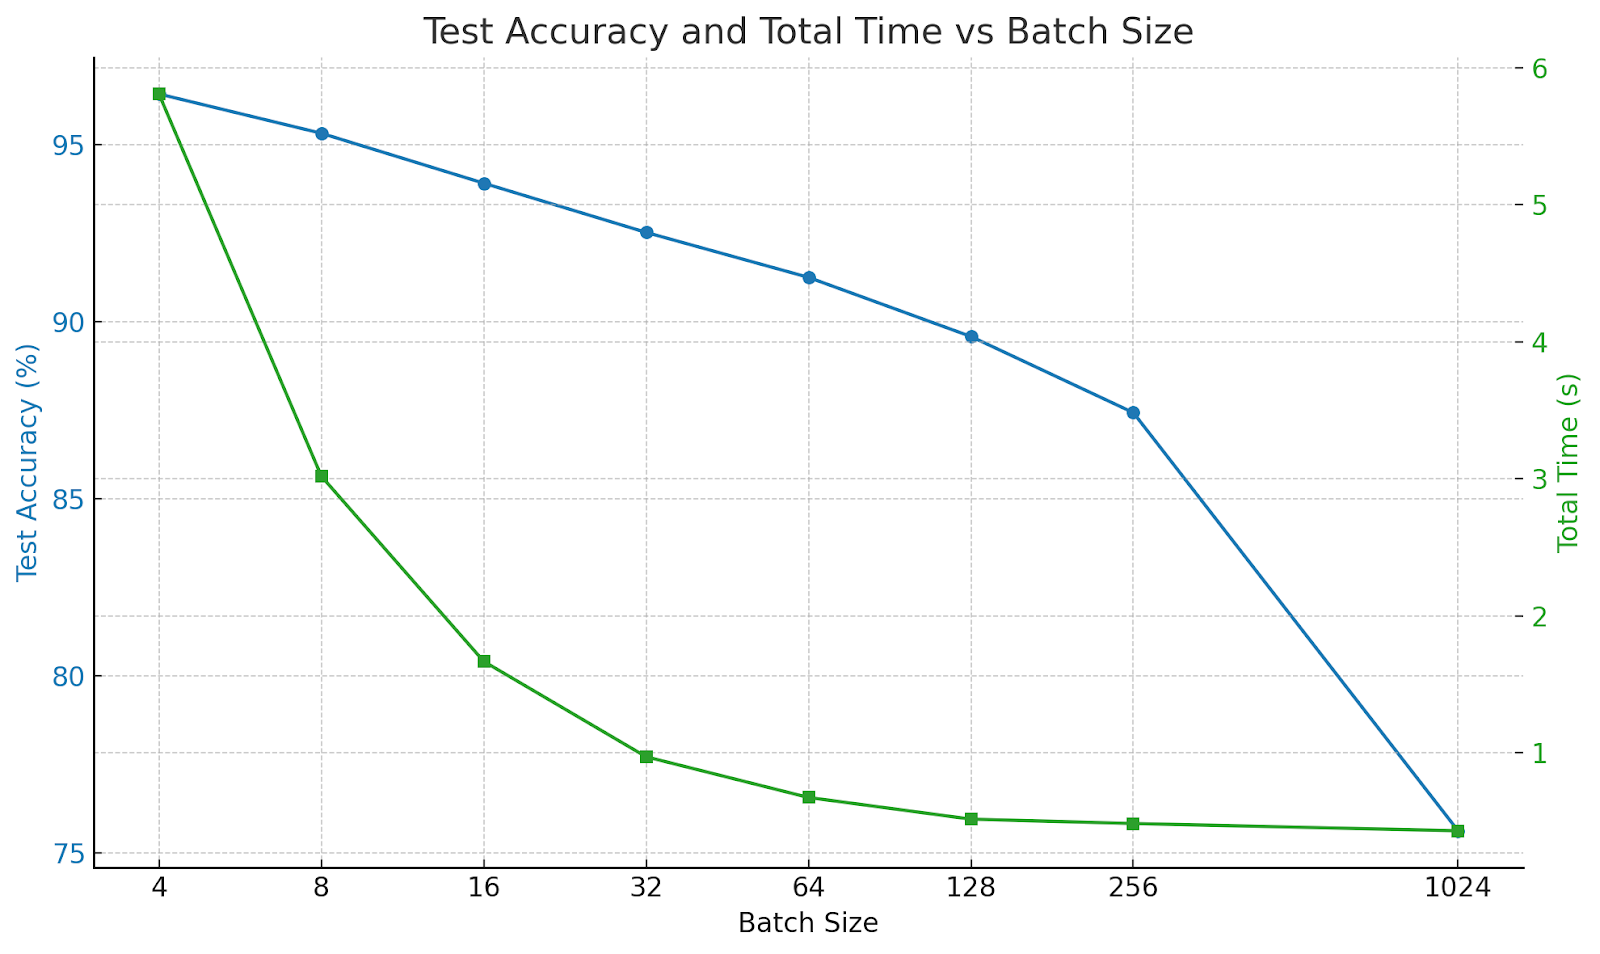 Test Accuracy and Total Time vs Batch Size
95
90
85
80
75
Test Accuracy (%)
6
5
4
3
2
1
Total Time (s)
4 8 16 32 64 128 256 1024
Batch Size